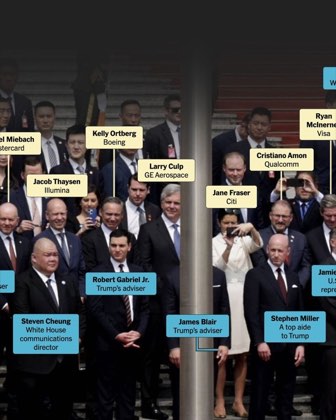 W
Ryan
McInerne
Visa
Kelly Ortberg
Boeing
el Miebach
stercard
Cristiano Amon
Qualcomm
Larry Culp
GE Aerospace
Jacob Thaysen
Illumina
Jane Fraser
Citi
Jamie
U.S
repre
ser
Robert Gabriel Jr.
Trump's adviser
Steven Cheung
White House
communications
director
James Blair
Trump's adviser
Stephen Miller
A top aide
to Trump